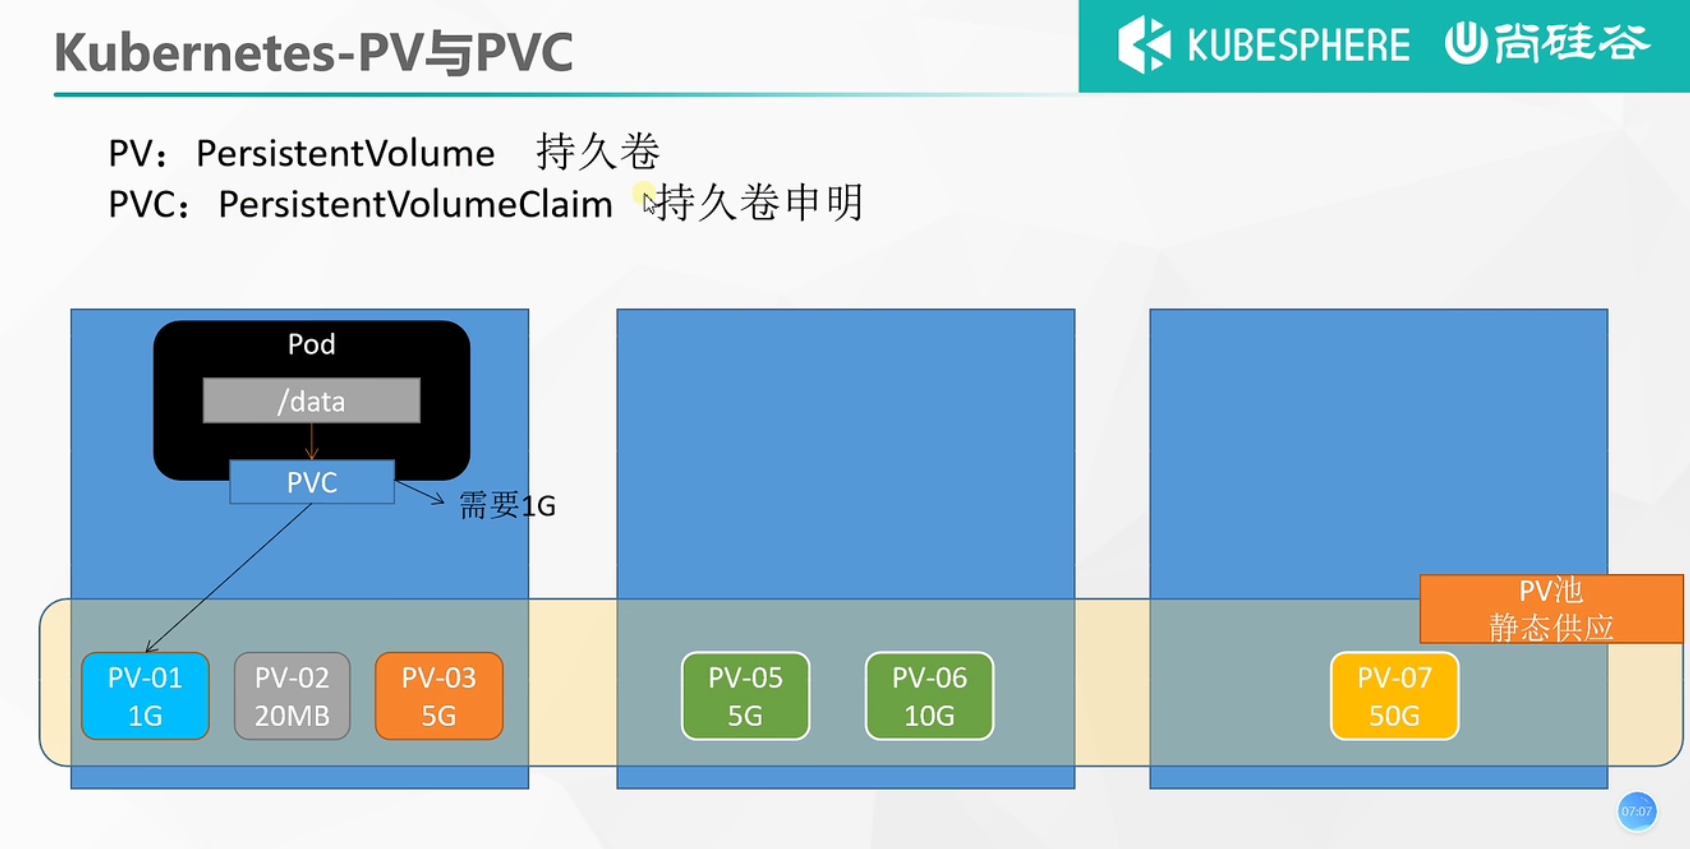 Kubernetes-PV与PVC
KUBESPHERE
尚硅谷
PV：PersistentVolume 持久卷
PVC：PersistentVolumeClaim 持久卷申明
Pod
/data
PVC
需要1G
PV池
静态供应
PV-01
1G
PV-02
20MB
PV-03
5G
PV-05
5G
PV-06
10G
PV-07
50G
07:07